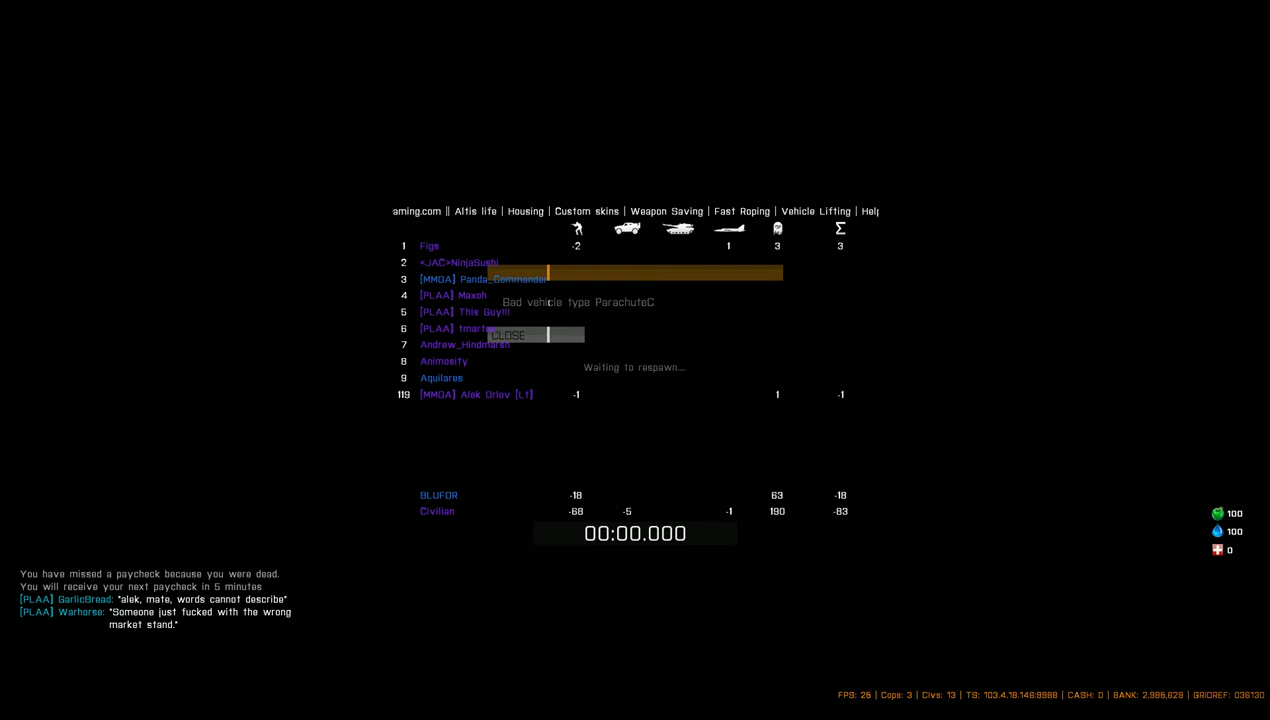 aming.com || Altis life | Housing | Custom skins | Weapon Saving | Fast Roping | Vehicle Lifting | Help
1 Figs -2 1 3 3
2 <JAC>NinjaSushi
3 [MMOA] Panda_Commander
4 [PLAA] Maxoh
Bad vehicle type ParachuteC
5 [PLAA] This Guy!!!
6 [PLAA] tmartow
CLOSE
7 Andrew_Hindmarsh
8 Animosity
Waiting to respawn....
9 Aquilares
119 [MMOA] Alek Orlov [Lt] -1 1 -1
BLUFOR -18 63 -18
Civilian -68 -5 -1 190 -83
00:00.000
100
100
0
You have missed a paycheck because you were dead.
You will receive your next paycheck in 5 minutes
[PLAA] GarlicBread: "alek, mate, words cannot describe"
[PLAA] Warhorse: "Someone just fucked with the wrong
market stand."
FPS: 25 | Cops: 3 | Civs: 13 | TS: 103.4.18.146:9988 | CASH: 0 | BANK: 2,985,629 | GRIDREF: 036130